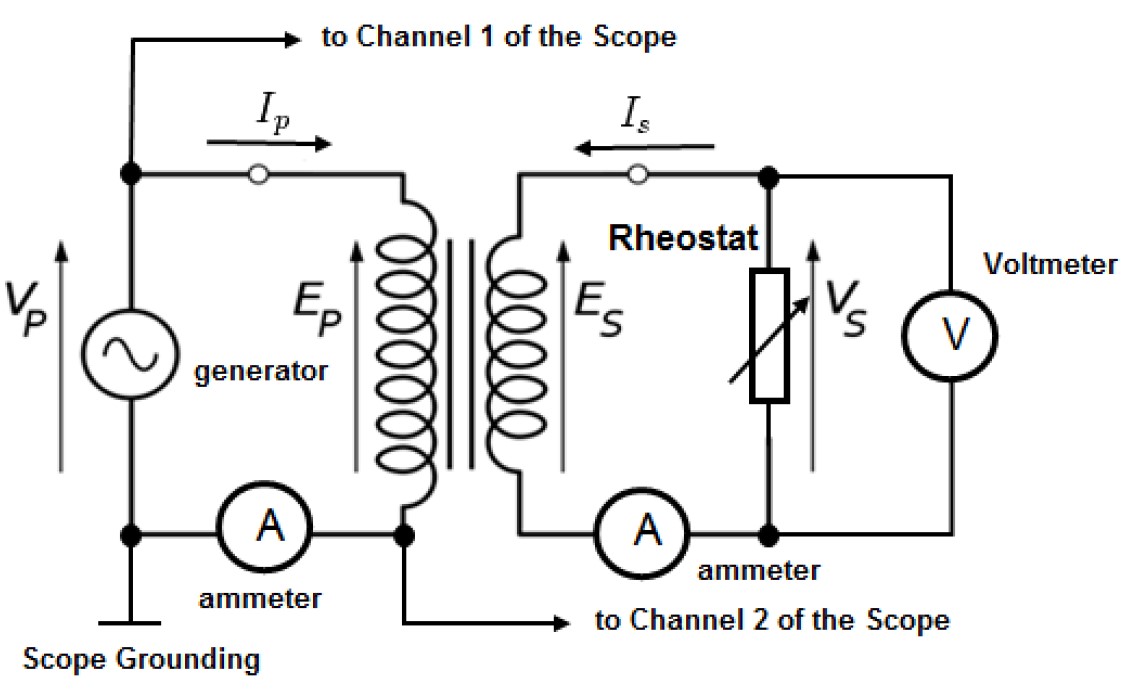 to Channel 1 of the Scope
I_p
I_s
Rheostat
Voltmeter
V_P
E_P
E_S
V_S
V
generator
A
A
ammeter
ammeter
to Channel 2 of the Scope
Scope Grounding